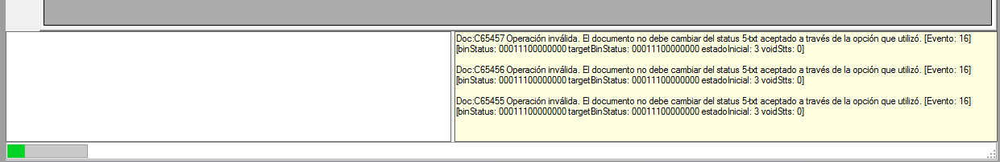 Doc:C65457 Operación inválida. El documento no debe cambiar del status 5-txt aceptado a través de la opción que utilizó. [Evento: 16]
[binStatus: 00011100000000 targetBinStatus: 00011100000000 estadoInicial: 3 voidStts: 0]
Doc:C65456 Operación inválida. El documento no debe cambiar del status 5-txt aceptado a través de la opción que utilizó. [Evento: 16]
[binStatus: 00011100000000 targetBinStatus: 00011100000000 estadoInicial: 3 voidStts: 0]
Doc:C65455 Operación inválida. El documento no debe cambiar del status 5-txt aceptado a través de la opción que utilizó. [Evento: 16]
[binStatus: 00011100000000 targetBinStatus: 00011100000000 estadoInicial: 3 voidStts: 0]